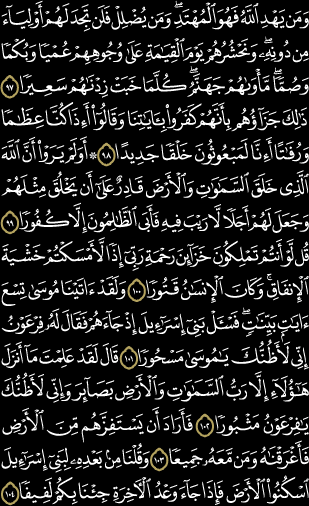 وَمَن يَهْدِ ٱللَّهُ فَهُوَ ٱلْمُهْتَدِ ۖ وَمَن يُضْلِلْ فَلَن تَجِدَ لَهُمْ أَوْلِيَآءَ
مِن دُونِهِۦ ۖ وَنَحْشُرُهُمْ يَوْمَ ٱلْقِيَـٰمَةِ عَلَىٰ وُجُوهِهِمْ عُمْيًا وَبُكْمًا
وَصُمًّا ۖ مَّأْوَىٰهُمْ جَهَنَّمُ ۖ كُلَّمَا خَبَتْ زِدْنَـٰهُمْ سَعِيرًا ٩٧
ذَٰلِكَ جَزَآؤُهُم بِأَنَّهُمْ كَفَرُوا۟ بِـَٔايَـٰتِنَا وَقَالُوٓا۟ أَءِذَا كُنَّا عِظَـٰمًا
وَرُفَـٰتًا أَءِنَّا لَمَبْعُوثُونَ خَلْقًا جَدِيدًا ٩٨ ۞ أَوَلَمْ يَرَوْا۟ أَنَّ ٱللَّهَ
ٱلَّذِى خَلَقَ ٱلسَّمَـٰوَٰتِ وَٱلْأَرْضَ قَادِرٌ عَلَىٰٓ أَن يَخْلُقَ مِثْلَهُمْ
وَجَعَلَ لَهُمْ أَجَلًا لَّا رَيْبَ فِيهِ فَأَبَى ٱلظَّـٰلِمُونَ إِلَّا كُفُورًا ٩٩
قُل لَّوْ أَنتُمْ تَمْلِكُونَ خَزَآئِنَ رَحْمَةِ رَبِّىٓ إِذًا لَّأَمْسَكْتُمْ خَشْيَةَ
ٱلْإِنفَاقِ ۚ وَكَانَ ٱلْإِنسَـٰنُ قَتُورًا ١٠٠ وَلَقَدْ ءَاتَيْنَا مُوسَىٰ تِسْعَ
ءَايَـٰتٍۭ بَيِّنَـٰتٍ ۖ فَسْـَٔلْ بَنِىٓ إِسْرَٰٓءِيلَ إِذْ جَآءَهُمْ فَقَالَ لَهُۥ فِرْعَوْنُ
إِنِّى لَأَظُنُّكَ يَـٰمُوسَىٰ مَسْحُورًا ١٠١ قَالَ لَقَدْ عَلِمْتَ مَآ أَنزَلَ
هَـٰٓؤُلَآءِ إِلَّا رَبُّ ٱلسَّمَـٰوَٰتِ وَٱلْأَرْضِ بَصَآئِرَ وَإِنِّى لَأَظُنُّكَ
يَـٰفِرْعَوْنُ مَثْبُورًا ١٠٢ فَأَرَادَ أَن يَسْتَفِزَّهُم مِّنَ ٱلْأَرْضِ
فَأَغْرَقْنَـٰهُ وَمَن مَّعَهُۥ جَمِيعًا ١٠٣ وَقُلْنَا مِنۢ بَعْدِهِۦ لِبَنِىٓ إِسْرَٰٓءِيلَ
ٱسْكُنُوا۟ ٱلْأَرْضَ فَإِذَا جَآءَ وَعْدُ ٱلْـَٔاخِرَةِ جِئْنَا بِكُمْ لَفِيفًا ١٠٤